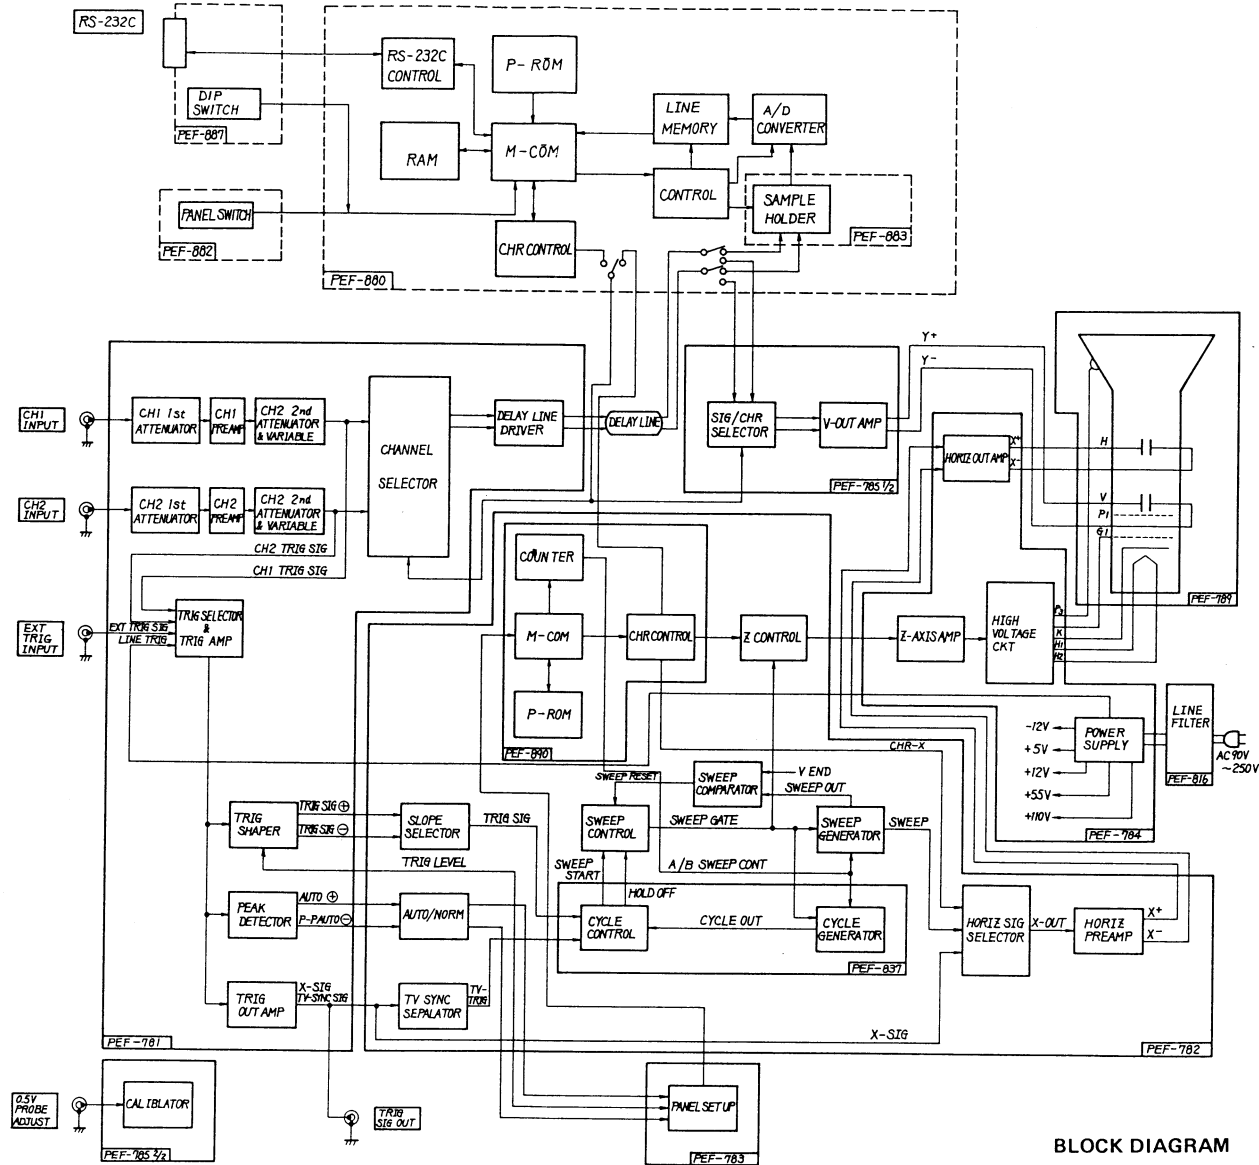 RS-232C
DIP
SWITCH
PEF-887
PANEL SWITCH
PEF-882
RS-232C
CONTROL
P-ROM
RAM
M-COM
LINE
MEMORY
A/D
CONVERTER
CONTROL
SAMPLE
HOLDER
PEF-883
CHR CONTROL
PEF-880
CH1
INPUT
CH1 1st
ATTENUATOR
CH1
PREAMP
CH2 2nd
ATTENUATOR
& VARIABLE
CHANNEL
SELECTOR
DELAY LINE
DRIVER
DELAY LINE
SIG/CHR
SELECTOR
V-OUT AMP
PEF-785 1/2
Y+
Y-
HORIZ OUT AMP
X+
X-
H
V
P1
G1
PEF-789
CH2
INPUT
CH2 1st
ATTENUATOR
CH2
PREAMP
CH2 2nd
ATTENUATOR
& VARIABLE
CH2 TRIG SIG
CH1 TRIG SIG
EXT
TRIG
INPUT
EXT TRIG SIG
LINE TRIG
TRIG SELECTOR
&
TRIG AMP
COUNTER
M-COM
P-ROM
PEF-890
CHR CONTROL
Z CONTROL
Z-AXIS AMP
HIGH
VOLTAGE
CKT
P3
K
H1
H2
CHR-X
-12V
+5V
+12V
+55V
+110V
POWER
SUPPLY
PEF-784
LINE
FILTER
PEF-816
AC 90V
~250V
TRIG
SHAPER
TRIG SIG ⊕
TRIG SIG ⊖
SLOPE
SELECTOR
TRIG SIG
TRIG LEVEL
SWEEP RESET
SWEEP
COMPARATOR
V END
SWEEP OUT
SWEEP
CONTROL
SWEEP GATE
SWEEP
GENERATOR
SWEEP
SWEEP
START
A/B SWEEP CONT
HOLD OFF
PEAK
DETECTOR
AUTO ⊕
P-P AUTO ⊖
AUTO/NORM
CYCLE
CONTROL
CYCLE OUT
CYCLE
GENERATOR
PEF-837
HORIZ SIG
SELECTOR
X-OUT
HORIZ
PREAMP
X+
X-
TRIG
OUT AMP
X-SIG
TV-SYNC SIG
TV SYNC
SEPALATOR
TV-
TRIG
X-SIG
PEF-781
PEF-782
0.5V
PROBE
ADJUST
CALIBLATOR
PEF-785 2/2
TRIG
SIG OUT
PANEL SET UP
PEF-783
BLOCK DIAGRAM